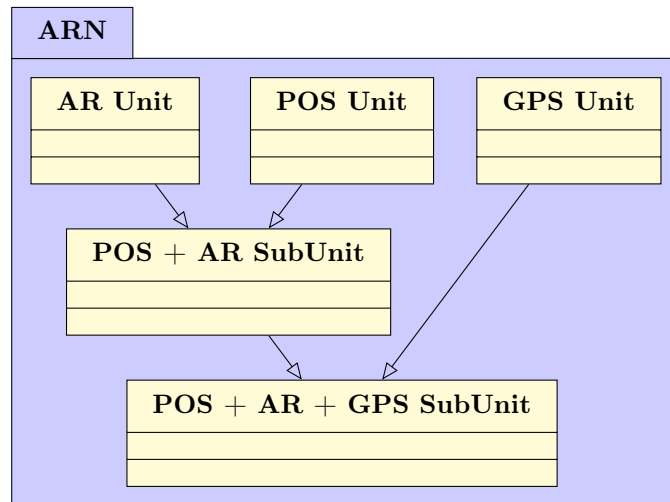 ARN
AR Unit
POS Unit
GPS Unit
POS + AR SubUnit
POS + AR + GPS SubUnit